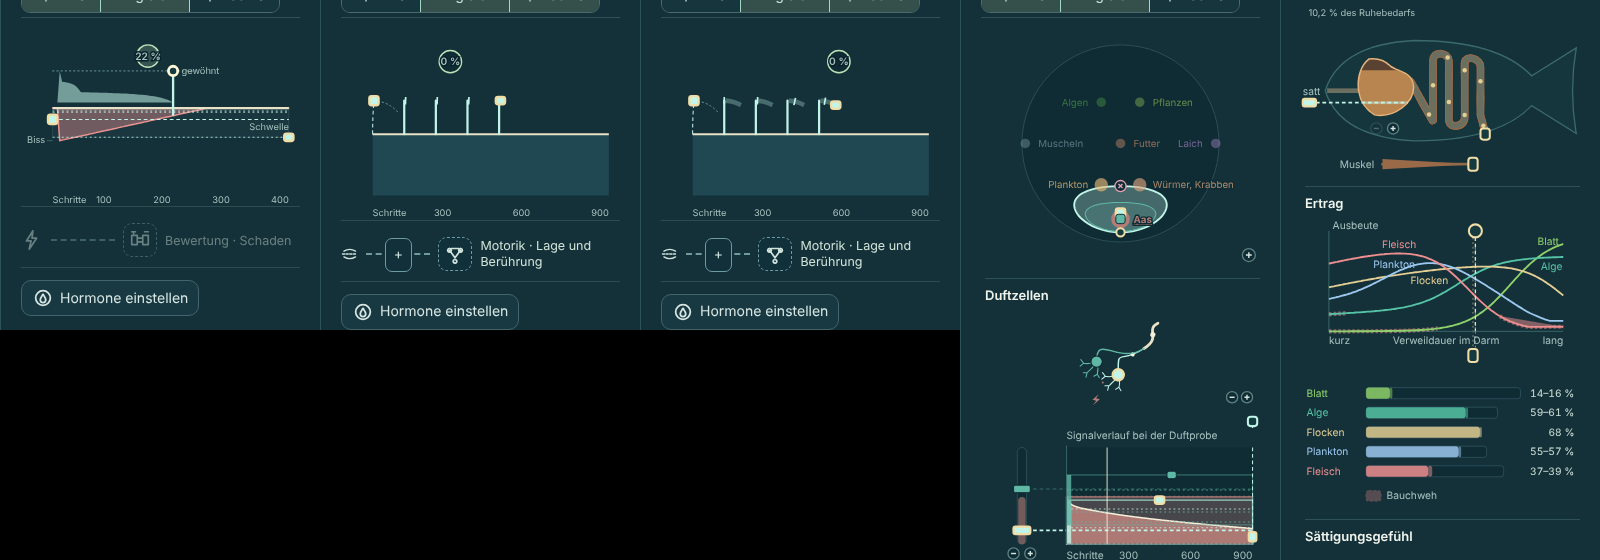 22 %
gewöhnt
Schwelle
Biss
Schritte 100 200 300 400
Bewertung · Schaden
Hormone einstellen
0 %
Schritte 300 600 900
Motorik · Lage und
Berührung
Hormone einstellen
0 %
Schritte 300 600 900
Motorik · Lage und
Berührung
Hormone einstellen
Algen Pflanzen
Muscheln Futter Laich
Plankton Würmer, Krabben
Aas
Duftzellen
Signalverlauf bei der Duftprobe
Schritte 300 600 900
10,2 % des Ruhebedarfs
satt
Muskel
Ertrag
Ausbeute
Fleisch
Blatt
Plankton
Alge
Flocken
kurz Verweildauer im Darm lang
Blatt 14–16 %
Alge 59–61 %
Flocken 68 %
Plankton 55–57 %
Fleisch 37–39 %
Bauchweh
Sättigungsgefühl